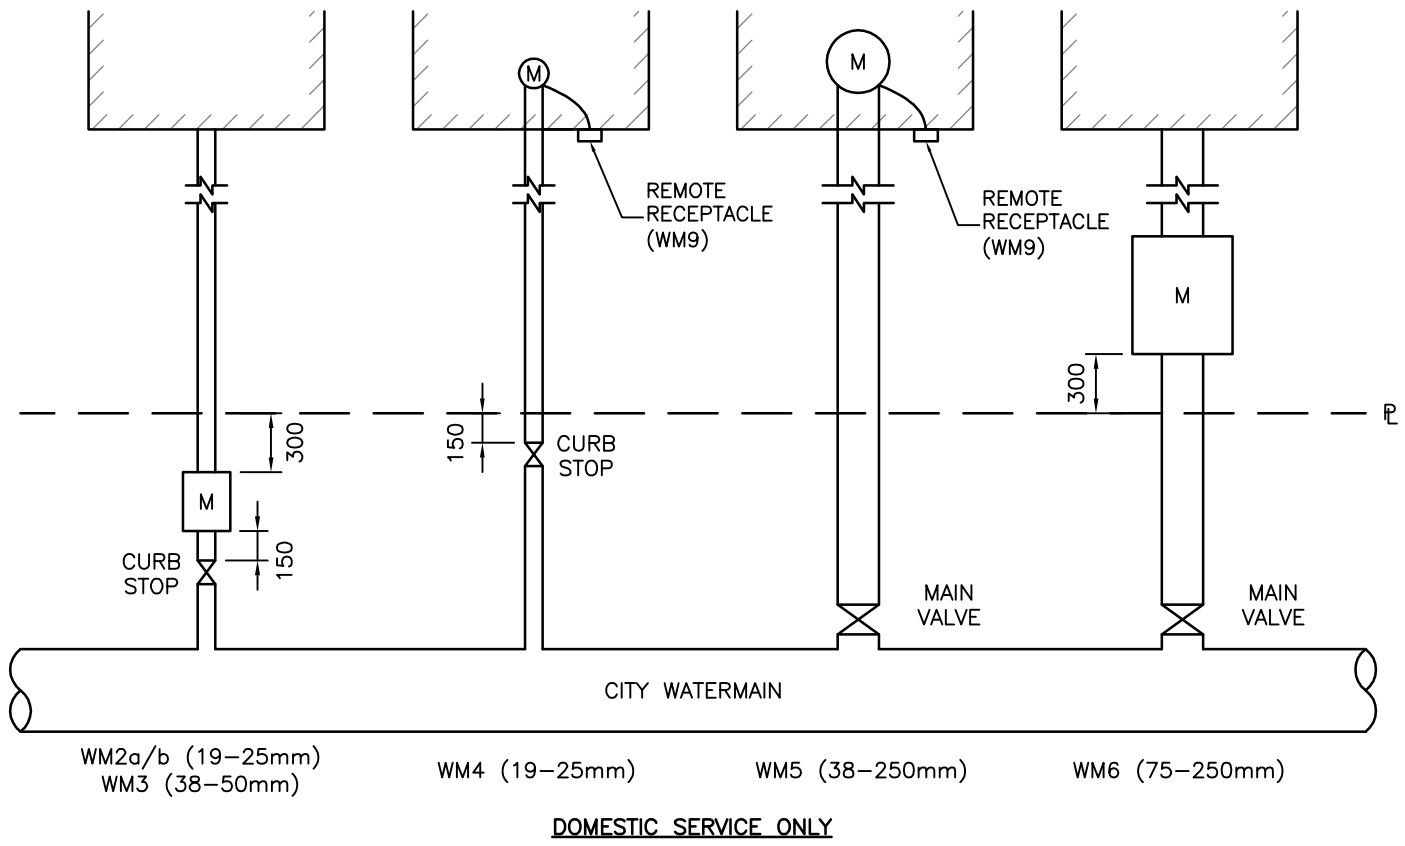 M
M
REMOTE
RECEPTACLE
(WM9)
REMOTE
RECEPTACLE
(WM9)
M
300
300
150
CURB
STOP
M
150
CURB
STOP
MAIN
VALVE
MAIN
VALVE
CITY WATERMAIN
WM2a/b (19-25mm)
WM3 (38-50mm)
WM4 (19-25mm)
WM5 (38-250mm)
WM6 (75-250mm)
DOMESTIC SERVICE ONLY
PL